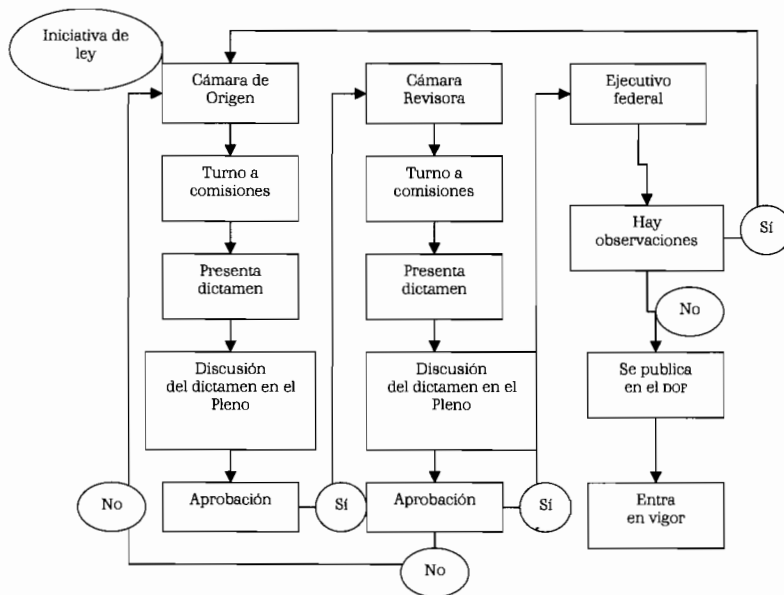 Iniciativa de
ley
Cámara de
Origen
Turno a
comisiones
Presenta
dictamen
Discusión
del dictamen en el
Pleno
Aprobación
No
Sí
Cámara
Revisora
Turno a
comisiones
Presenta
dictamen
Discusión
del dictamen en el
Pleno
Aprobación
Sí
No
Ejecutivo
federal
Hay
observaciones
Sí
No
Se publica
en el DOF
Entra
en vigor